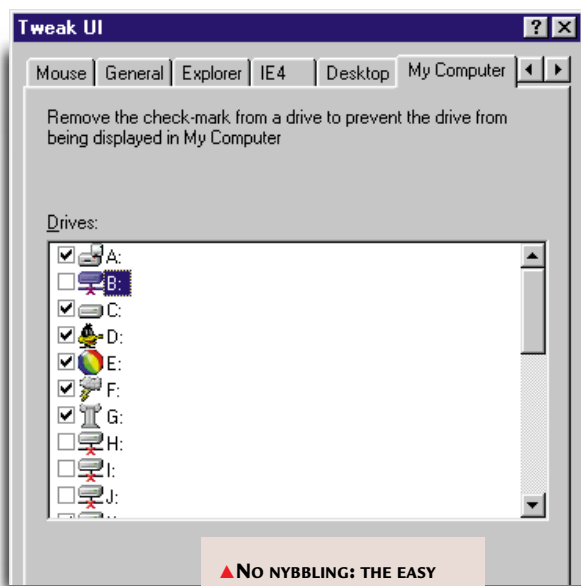 Tweak UI
Mouse General Explorer IE4 Desktop My Computer
Remove the check-mark from a drive to prevent the drive from
being displayed in My Computer
Drives:
A:
B:
C:
D:
E:
F:
G:
H:
I:
J:
▲NO NYBBLING: THE EASY